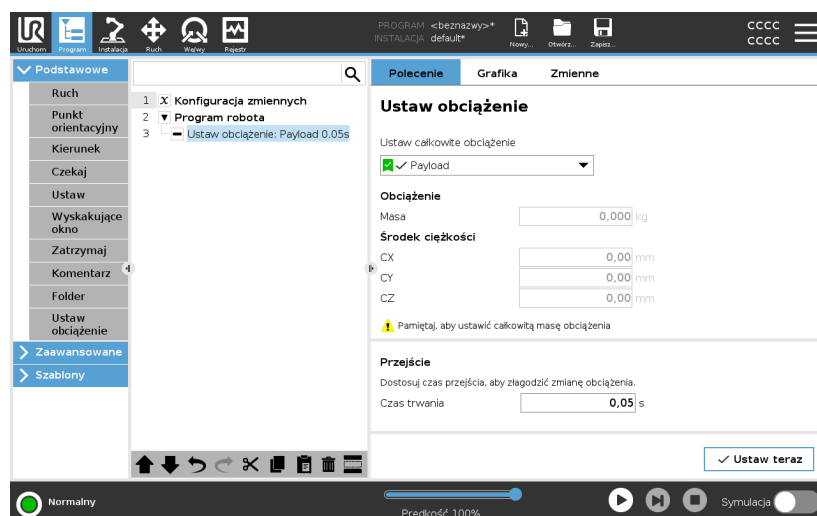 UR
Uruchom
Program
Instalacja
Ruch
We/wy
Rejestr
PROGRAM <beznazwy>*
INSTALACJA default*
Nowy...
Otwórz...
Zapisz...
CCCC
CCCC
Podstawowe
Ruch
Punkt
orientacyjny
Kierunek
Czekaj
Ustaw
Wyskakujące
okno
Zatrzymaj
Komentarz
Folder
Ustaw
obciążenie
Zaawansowane
Szablony
1 X Konfiguracja zmiennych
2 Program robota
3 Ustaw obciążenie: Payload 0.05s
Polecenie
Grafika
Zmienne
Ustaw obciążenie
Ustaw całkowite obciążenie
Payload
Obciążenie
Masa 0,000 kg
Środek ciężkości
CX 0,00 mm
CY 0,00 mm
CZ 0,00 mm
Pamiętaj, aby ustawić całkowitą masę obciążenia
Przejście
Dostosuj czas przejścia, aby złagodzić zmianę obciążenia.
Czas trwania 0,05 s
Ustaw teraz
Normalny
Prędkość 100%
Symulacja